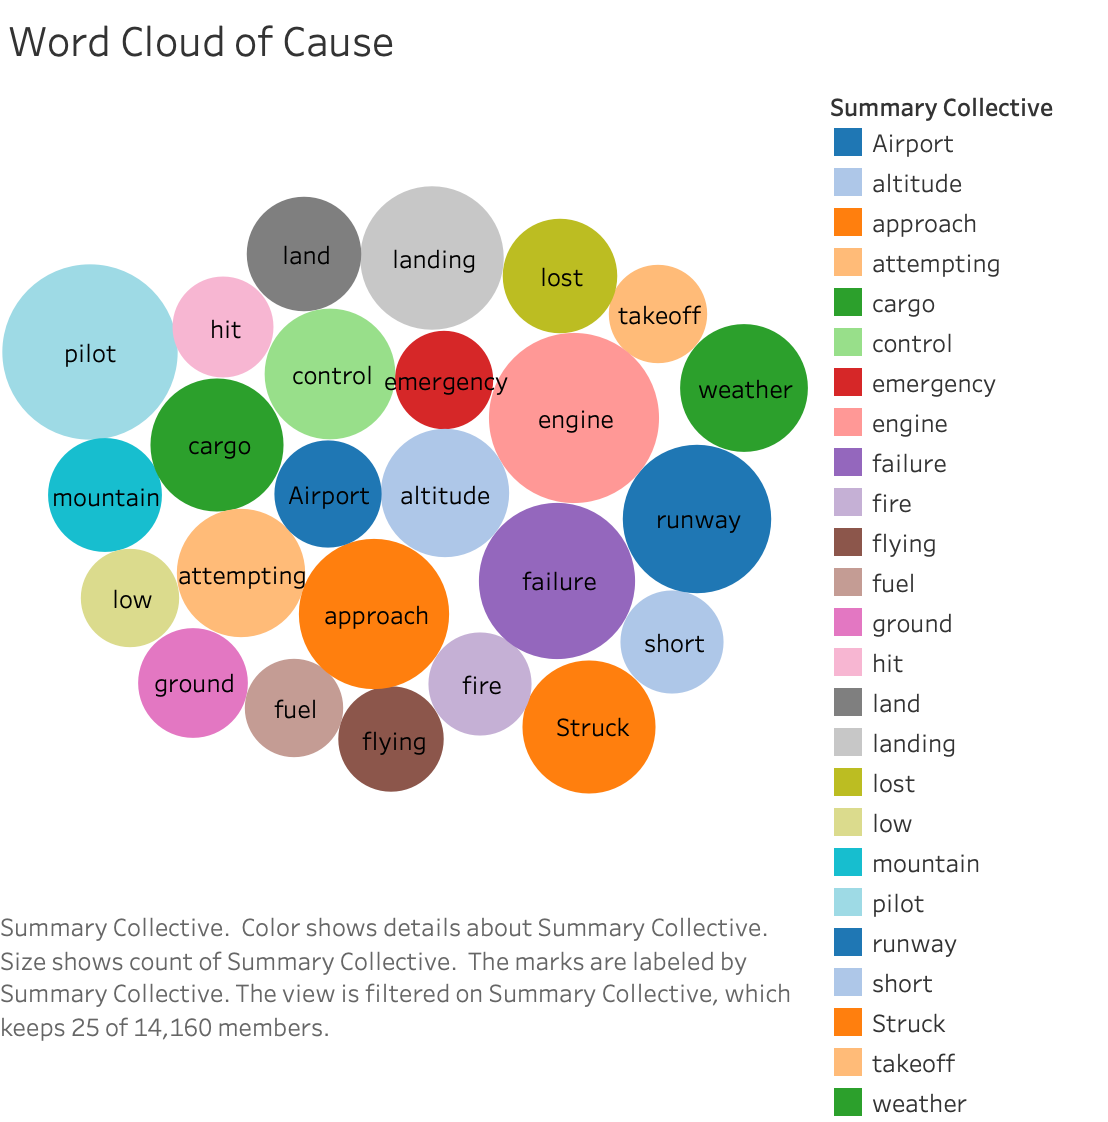 Word Cloud of Cause
Summary Collective
Airport
altitude
approach
attempting
cargo
control
emergency
engine
failure
fire
flying
fuel
ground
hit
land
landing
lost
low
mountain
pilot
runway
short
Struck
takeoff
weather
land
landing
lost
takeoff
hit
pilot
control
emergency
weather
engine
cargo
mountain
Airport
altitude
runway
attempting
failure
low
approach
short
ground
fire
fuel
flying
Struck
Summary Collective.  Color shows details about Summary Collective.
Size shows count of Summary Collective.  The marks are labeled by
Summary Collective. The view is filtered on Summary Collective, which
keeps 25 of 14,160 members.